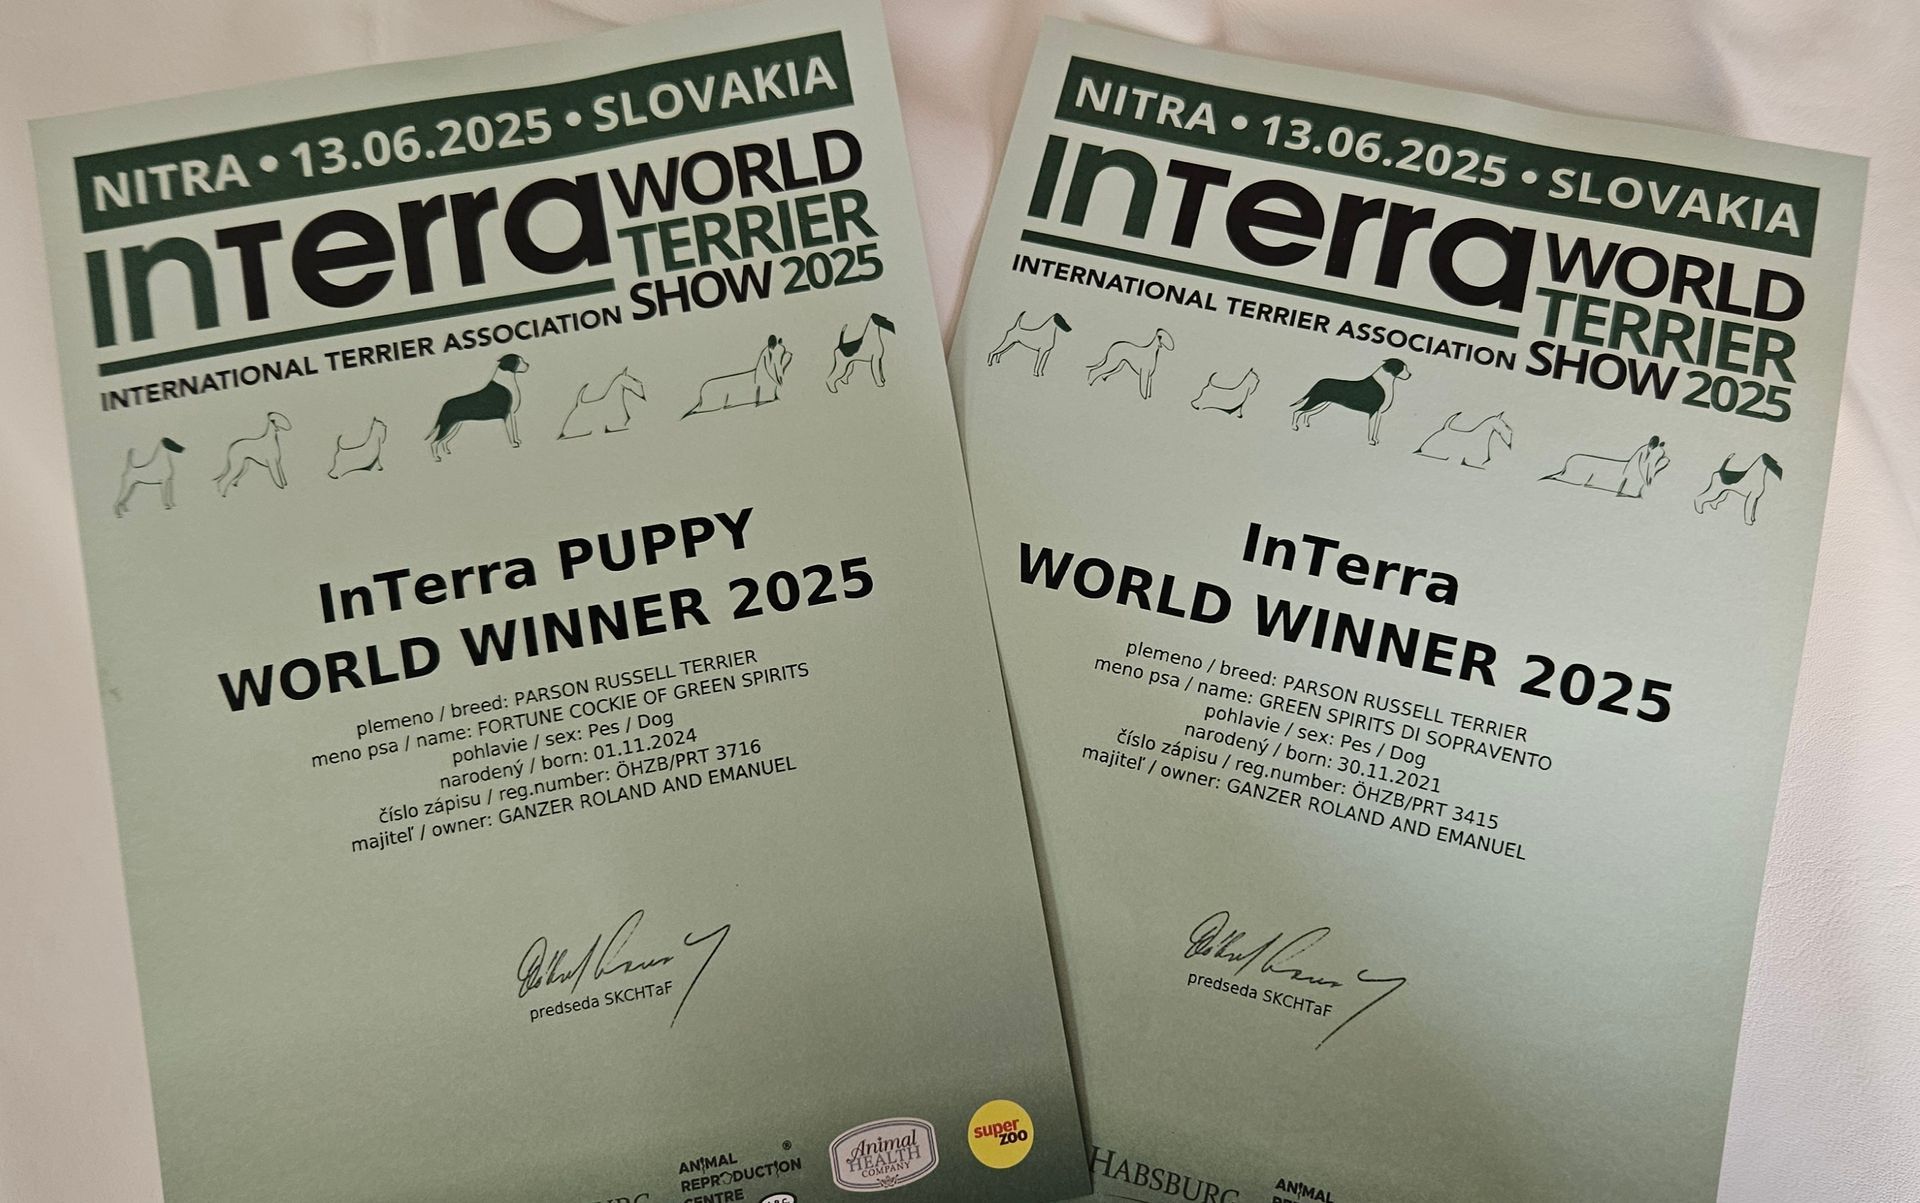 NITRA • 13.06.2025 • SLOVAKIA
InTerra WORLD TERRIER SHOW 2025
INTERNATIONAL TERRIER ASSOCIATION
InTerra PUPPY
WORLD WINNER 2025
plemeno / breed: PARSON RUSSELL TERRIER
meno psa / name: FORTUNE COCKIE OF GREEN SPIRITS
pohlavie / sex: Pes / Dog
narodený / born: 01.11.2024
číslo zápisu / reg.number: ÖHZB/PRT 3716
majiteľ / owner: GANZER ROLAND AND EMANUEL
predseda SKCHTaF
ANIMAL
REPRODUCTION
CENTRE
Animal
HEALTH
COMPANY
super
zoo
NITRA • 13.06.2025 • SLOVAKIA
InTerra WORLD TERRIER SHOW 2025
INTERNATIONAL TERRIER ASSOCIATION
InTerra
WORLD WINNER 2025
plemeno / breed: PARSON RUSSELL TERRIER
meno psa / name: GREEN SPIRITS DI SOPRAVENTO
pohlavie / sex: Pes / Dog
narodený / born: 30.11.2021
číslo zápisu / reg.number: ÖHZB/PRT 3415
majiteľ / owner: GANZER ROLAND AND EMANUEL
predseda SKCHTaF
HABSBURG
ANIMAL